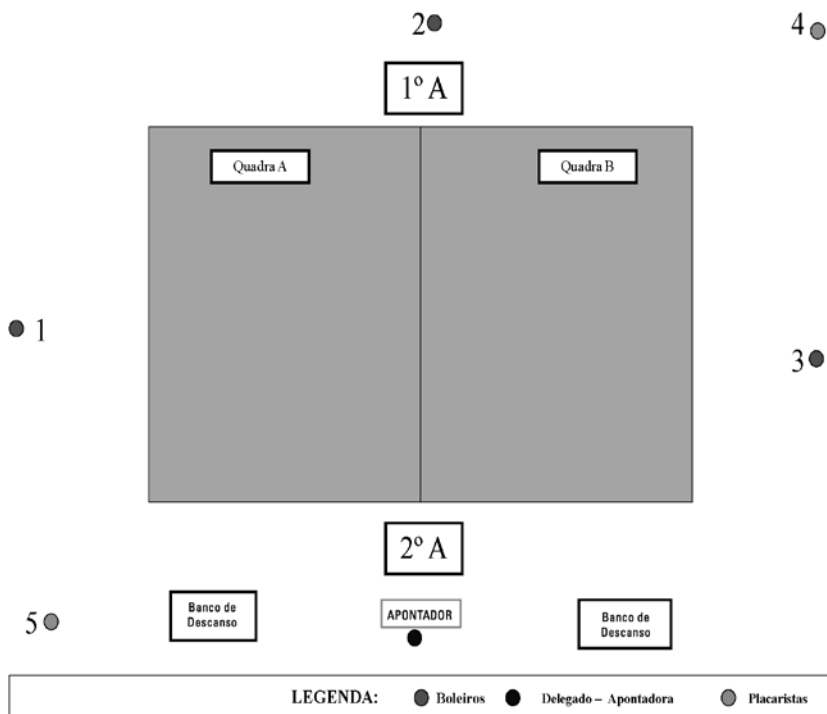 2
4
1º A
Quadra A
Quadra B
1
3
2º A
5
Banco de
Descanso
APONTADOR
Banco de
Descanso
LEGENDA: Boleiros Delegado – Apontadora Placaristas